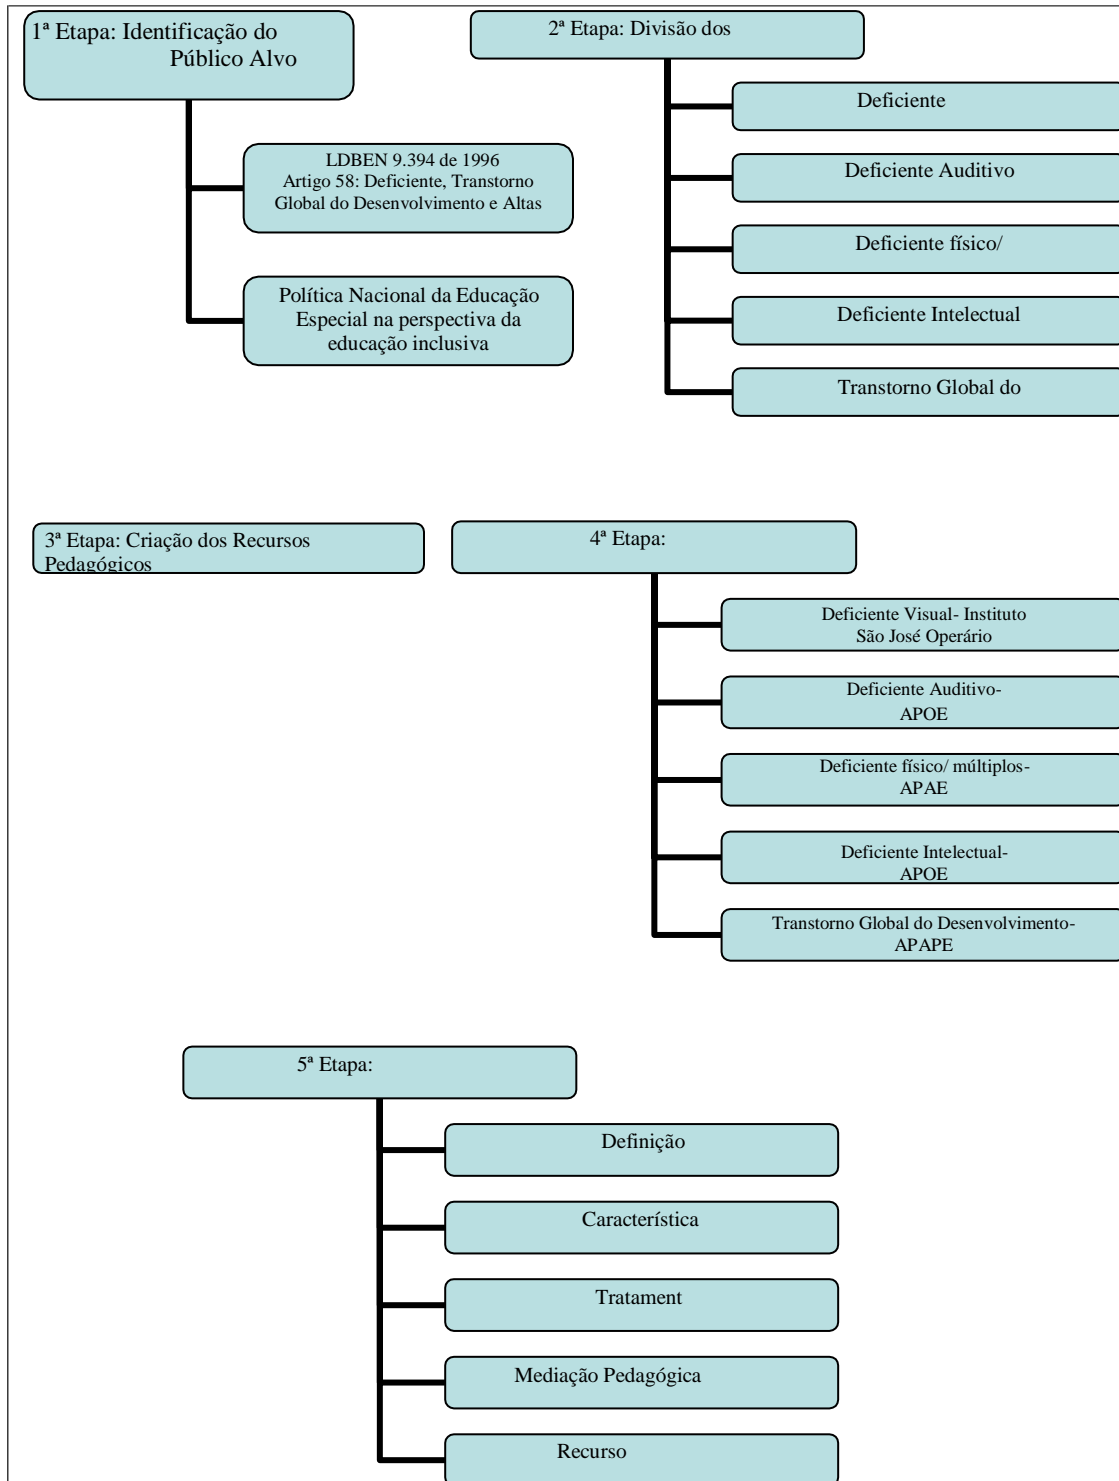 1ª Etapa: Identificação do
Público Alvo
LDBEN 9.394 de 1996
Artigo 58: Deficiente, Transtorno
Global do Desenvolvimento e Altas
Política Nacional da Educação
Especial na perspectiva da
educação inclusiva
2ª Etapa: Divisão dos
Deficiente
Deficiente Auditivo
Deficiente físico/
Deficiente Intelectual
Transtorno Global do
3ª Etapa: Criação dos Recursos
Pedagógicos
4ª Etapa:
Deficiente Visual- Instituto
São José Operário
Deficiente Auditivo-
APOE
Deficiente físico/ múltiplos-
APAE
Deficiente Intelectual-
APOE
Transtorno Global do Desenvolvimento-
APAPE
5ª Etapa:
Definição
Característica
Tratament
Mediação Pedagógica
Recurso